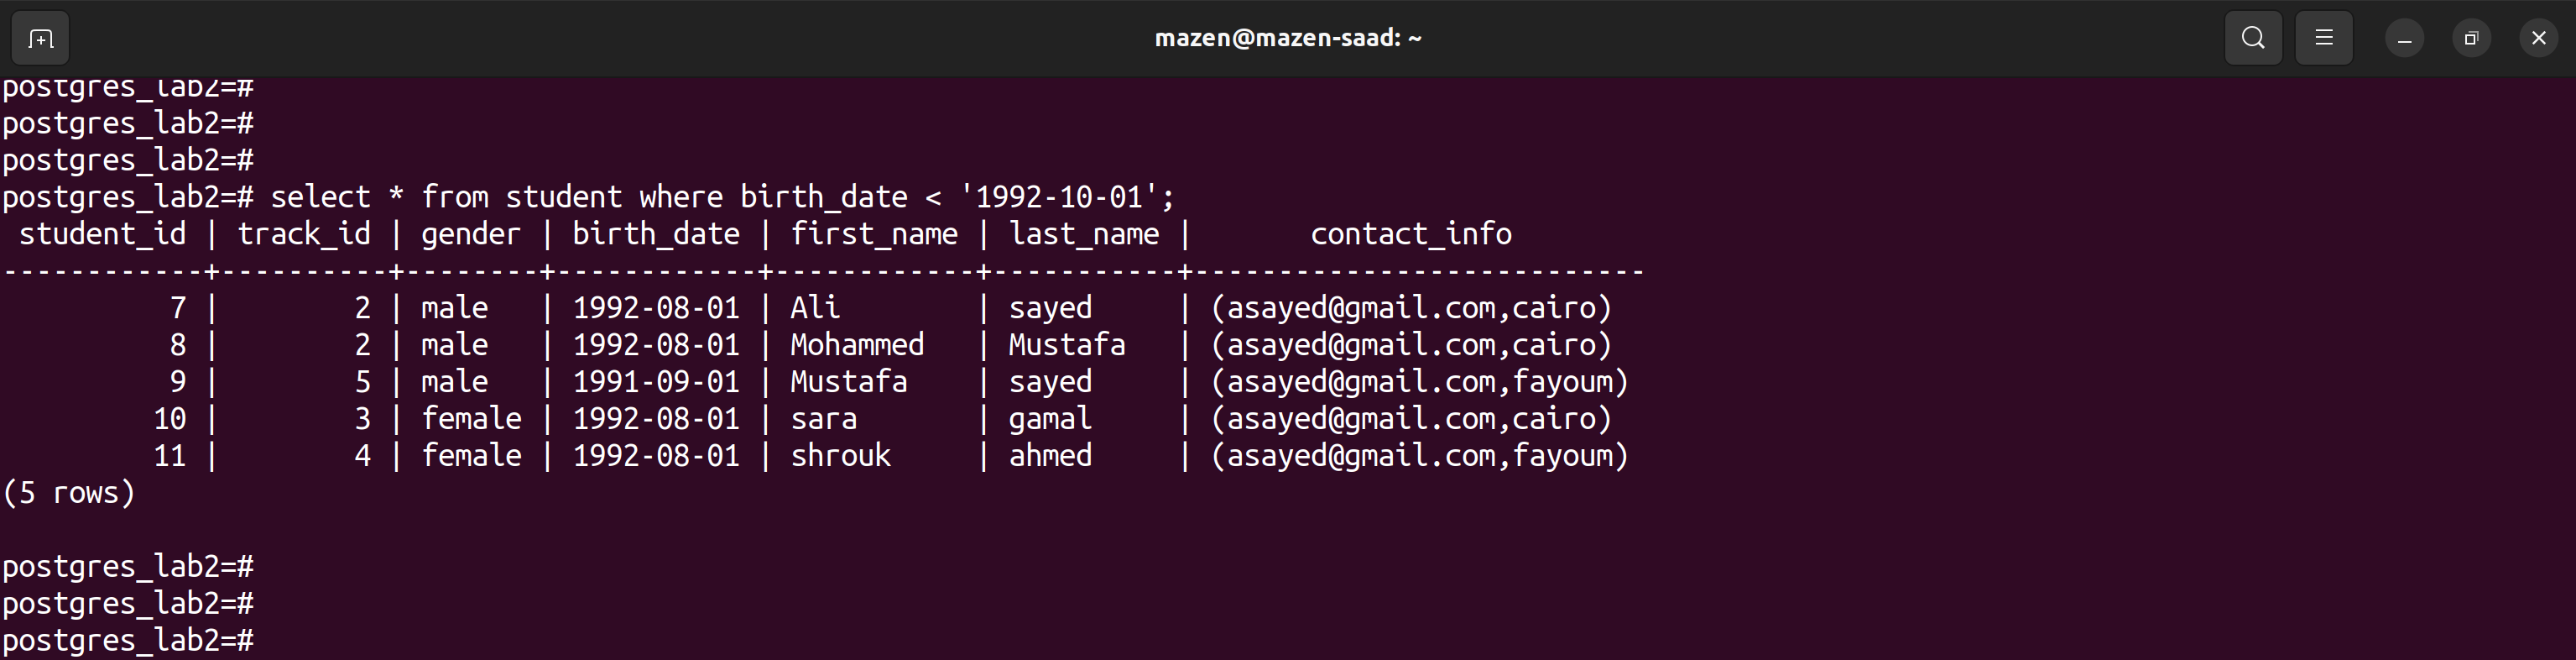 mazen@mazen-saad: ~
postgres_lab2=#
postgres_lab2=#
postgres_lab2=#
postgres_lab2=# select * from student where birth_date < '1992-10-01';
 student_id | track_id | gender | birth_date | first_name | last_name |       contact_info
------------+----------+--------+------------+------------+-----------+---------------------------
          7 |        2 | male   | 1992-08-01 | Ali        | sayed     | (asayed@gmail.com,cairo)
          8 |        2 | male   | 1992-08-01 | Mohammed   | Mustafa   | (asayed@gmail.com,cairo)
          9 |        5 | male   | 1991-09-01 | Mustafa    | sayed     | (asayed@gmail.com,fayoum)
         10 |        3 | female | 1992-08-01 | sara       | gamal     | (asayed@gmail.com,cairo)
         11 |        4 | female | 1992-08-01 | shrouk     | ahmed     | (asayed@gmail.com,fayoum)
(5 rows)
postgres_lab2=#
postgres_lab2=#
postgres_lab2=#